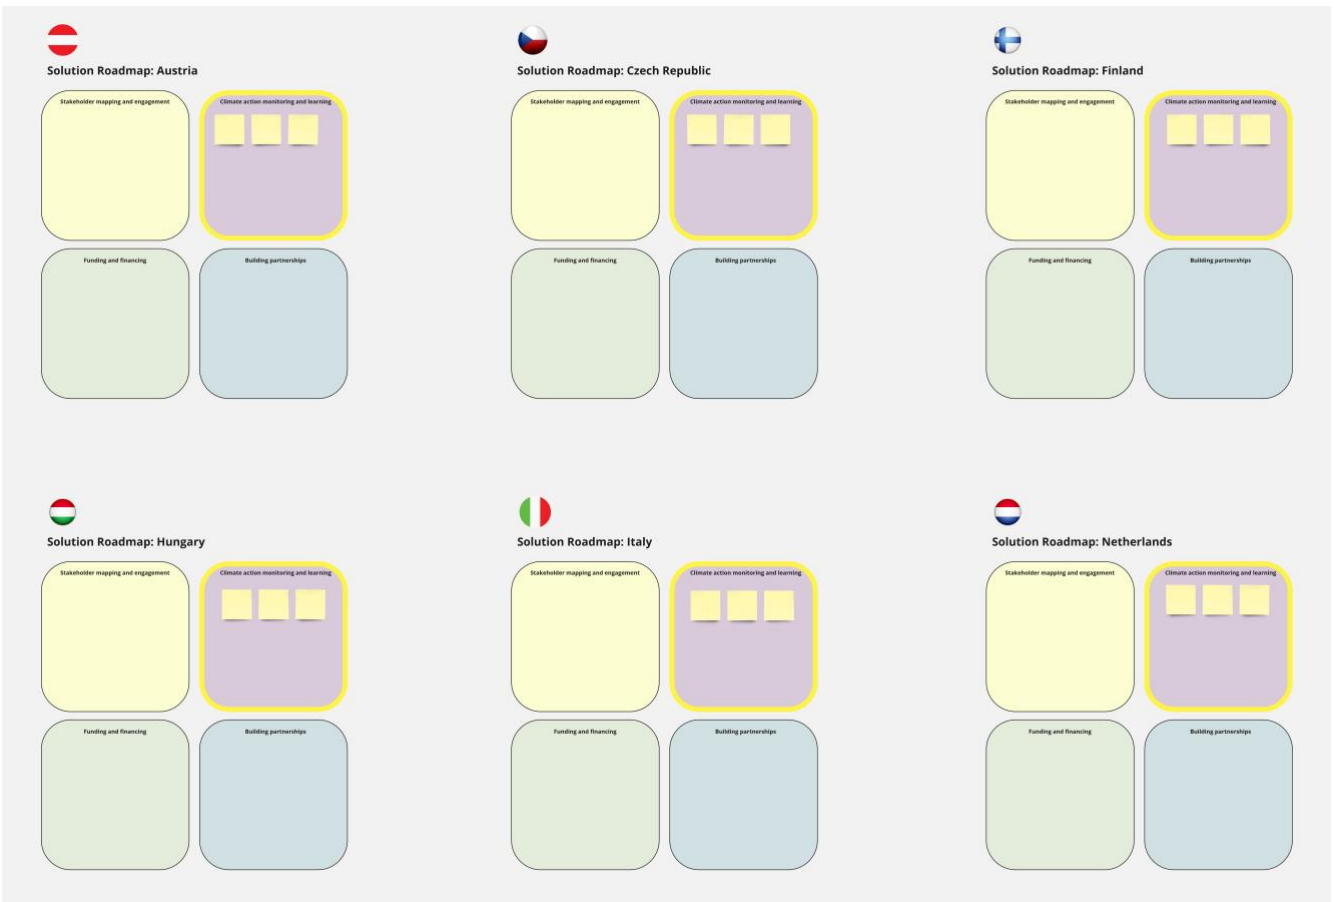 Solution Roadmap: Austria
Stakeholder mapping and engagement
Climate action monitoring and learning
Funding and financing
Building partnerships
Solution Roadmap: Czech Republic
Stakeholder mapping and engagement
Climate action monitoring and learning
Funding and financing
Building partnerships
Solution Roadmap: Finland
Stakeholder mapping and engagement
Climate action monitoring and learning
Funding and financing
Building partnerships
Solution Roadmap: Hungary
Stakeholder mapping and engagement
Climate action monitoring and learning
Funding and financing
Building partnerships
Solution Roadmap: Italy
Stakeholder mapping and engagement
Climate action monitoring and learning
Funding and financing
Building partnerships
Solution Roadmap: Netherlands
Stakeholder mapping and engagement
Climate action monitoring and learning
Funding and financing
Building partnerships